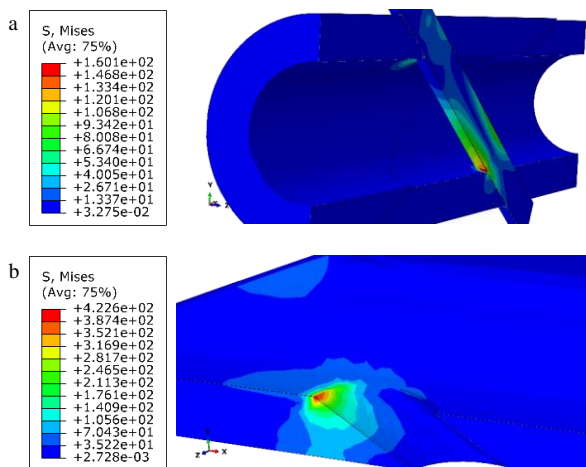 a
S, Mises
(Avg: 75%)
+1.601e+02
+1.468e+02
+1.334e+02
+1.201e+02
+1.068e+02
+9.342e+01
+8.008e+01
+6.674e+01
+5.340e+01
+4.005e+01
+2.671e+01
+1.337e+01
+3.275e-02
Y
X
Z
b
S, Mises
(Avg: 75%)
+4.226e+02
+3.874e+02
+3.521e+02
+3.169e+02
+2.817e+02
+2.465e+02
+2.113e+02
+1.761e+02
+1.409e+02
+1.056e+02
+7.043e+01
+3.522e+01
+2.728e-03
Y
Z
X